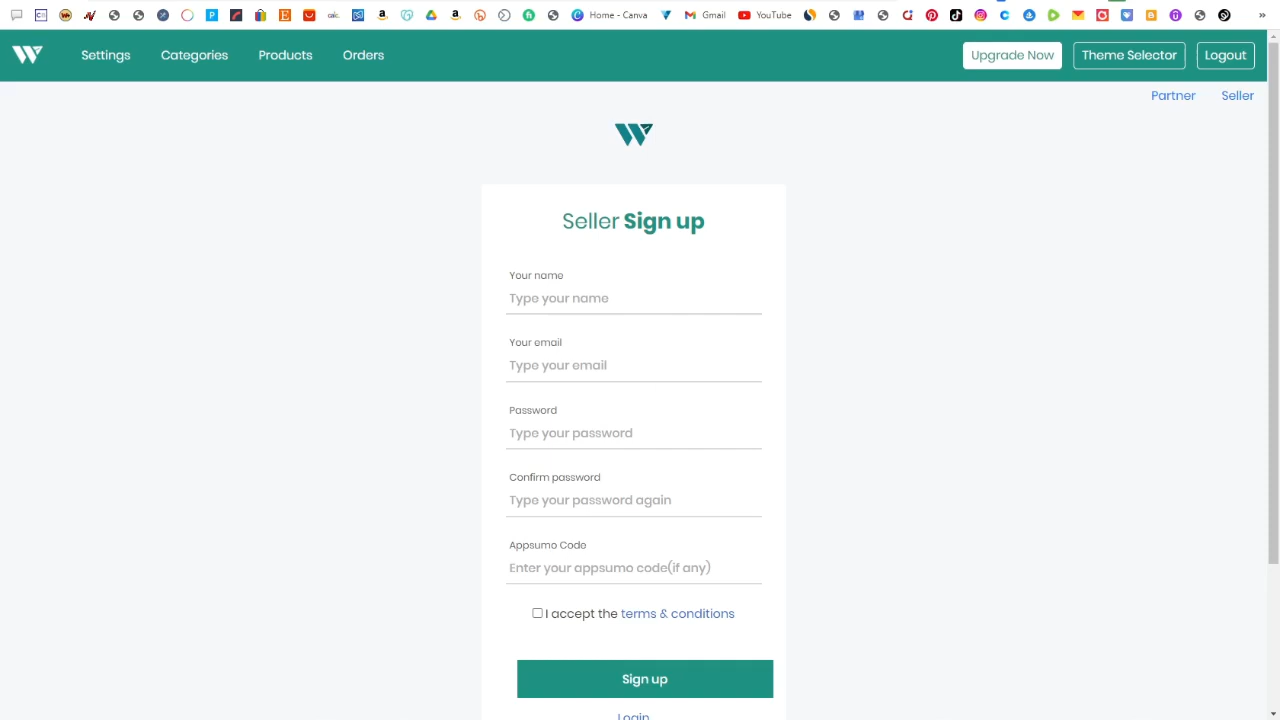 Home - Canva Gmail YouTube »
Settings Categories Products Orders Upgrade Now Theme Selector Logout
Partner Seller
Seller Sign up
Your name
Type your name
Your email
Type your email
Password
Type your password
Confirm password
Type your password again
Appsumo Code
Enter your appsumo code(if any)
I accept the terms & conditions
Sign up
Login